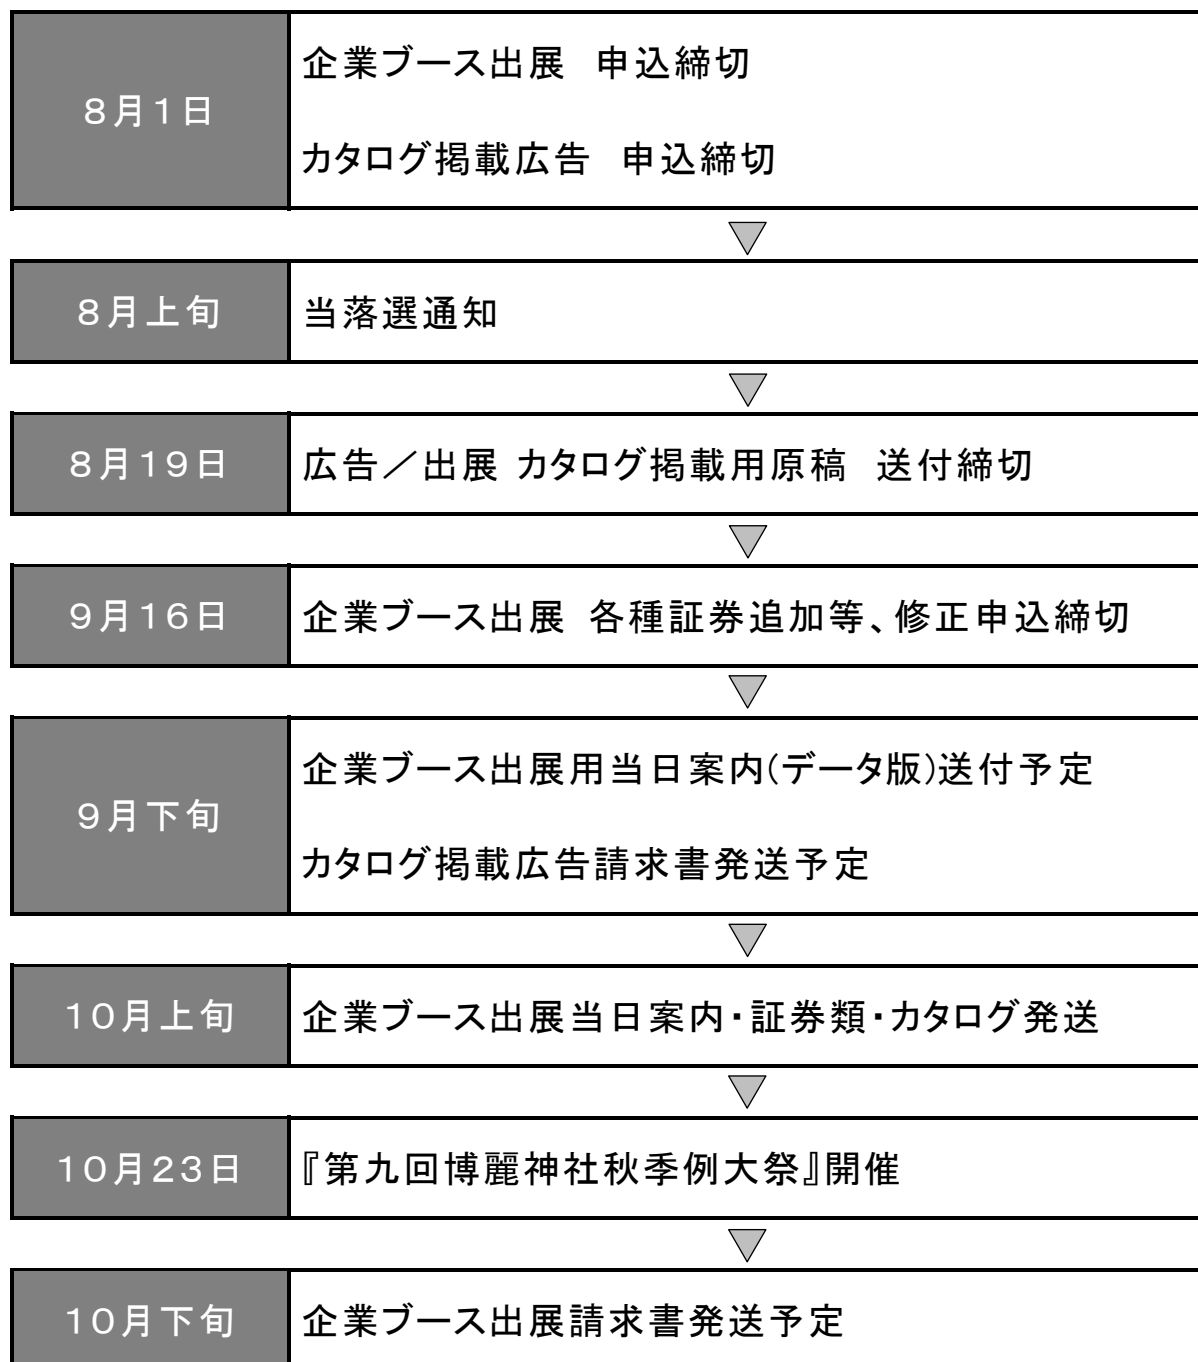 8月1日
企業ブース出展　申込締切
カタログ掲載広告　申込締切
8月上旬
当落選通知
8月19日
広告／出展 カタログ掲載用原稿　送付締切
9月16日
企業ブース出展 各種証券追加等、修正申込締切
9月下旬
企業ブース出展用当日案内(データ版)送付予定
カタログ掲載広告請求書発送予定
10月上旬
企業ブース出展当日案内・証券類・カタログ発送
10月23日
『第九回博麗神社秋季例大祭』開催
10月下旬
企業ブース出展請求書発送予定